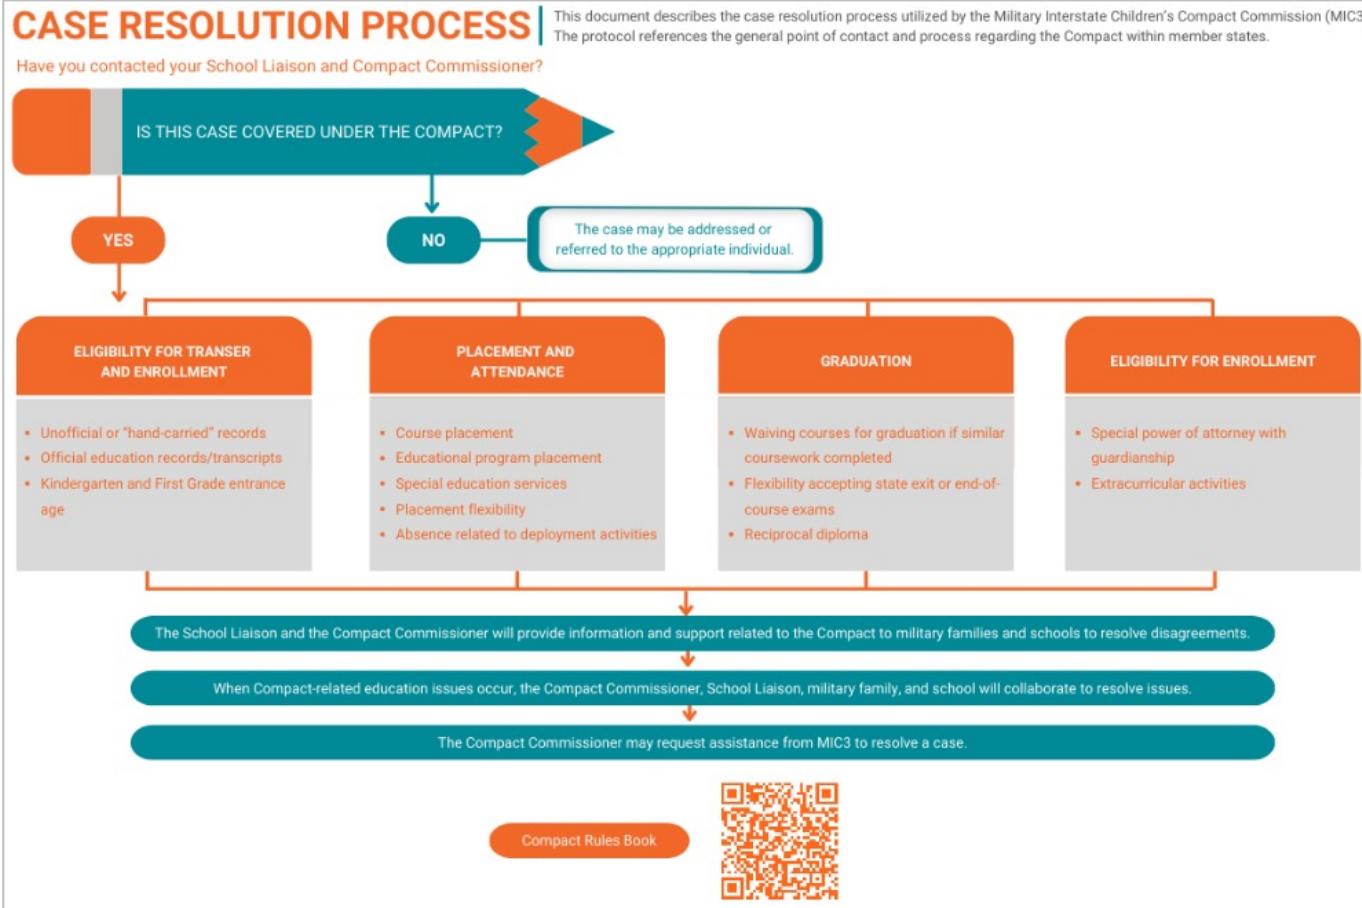 CASE RESOLUTION PROCESS
This document describes the case resolution process utilized by the Military Interstate Children's Compact Commission (MIC3
The protocol references the general point of contact and process regarding the Compact within member states.
Have you contacted your School Liaison and Compact Commissioner?
IS THIS CASE COVERED UNDER THE COMPACT?
YES
NO
The case may be addressed or
referred to the appropriate individual.
ELIGIBILITY FOR TRANSER
AND ENROLLMENT
▪ Unofficial or "hand-carried" records
▪ Official education records/transcripts
▪ Kindergarten and First Grade entrance
age
PLACEMENT AND
ATTENDANCE
▪ Course placement
▪ Educational program placement
▪ Special education services
▪ Placement flexibility
▪ Absence related to deployment activities
GRADUATION
▪ Waiving courses for graduation if similar
coursework completed
▪ Flexibility accepting state exit or end-of-
course exams
▪ Reciprocal diploma
ELIGIBILITY FOR ENROLLMENT
▪ Special power of attorney with
guardianship
▪ Extracurricular activities
The School Liaison and the Compact Commissioner will provide information and support related to the Compact to military families and schools to resolve disagreements.
When Compact-related education issues occur, the Compact Commissioner, School Liaison, military family, and school will collaborate to resolve issues.
The Compact Commissioner may request assistance from MIC3 to resolve a case.
Compact Rules Book